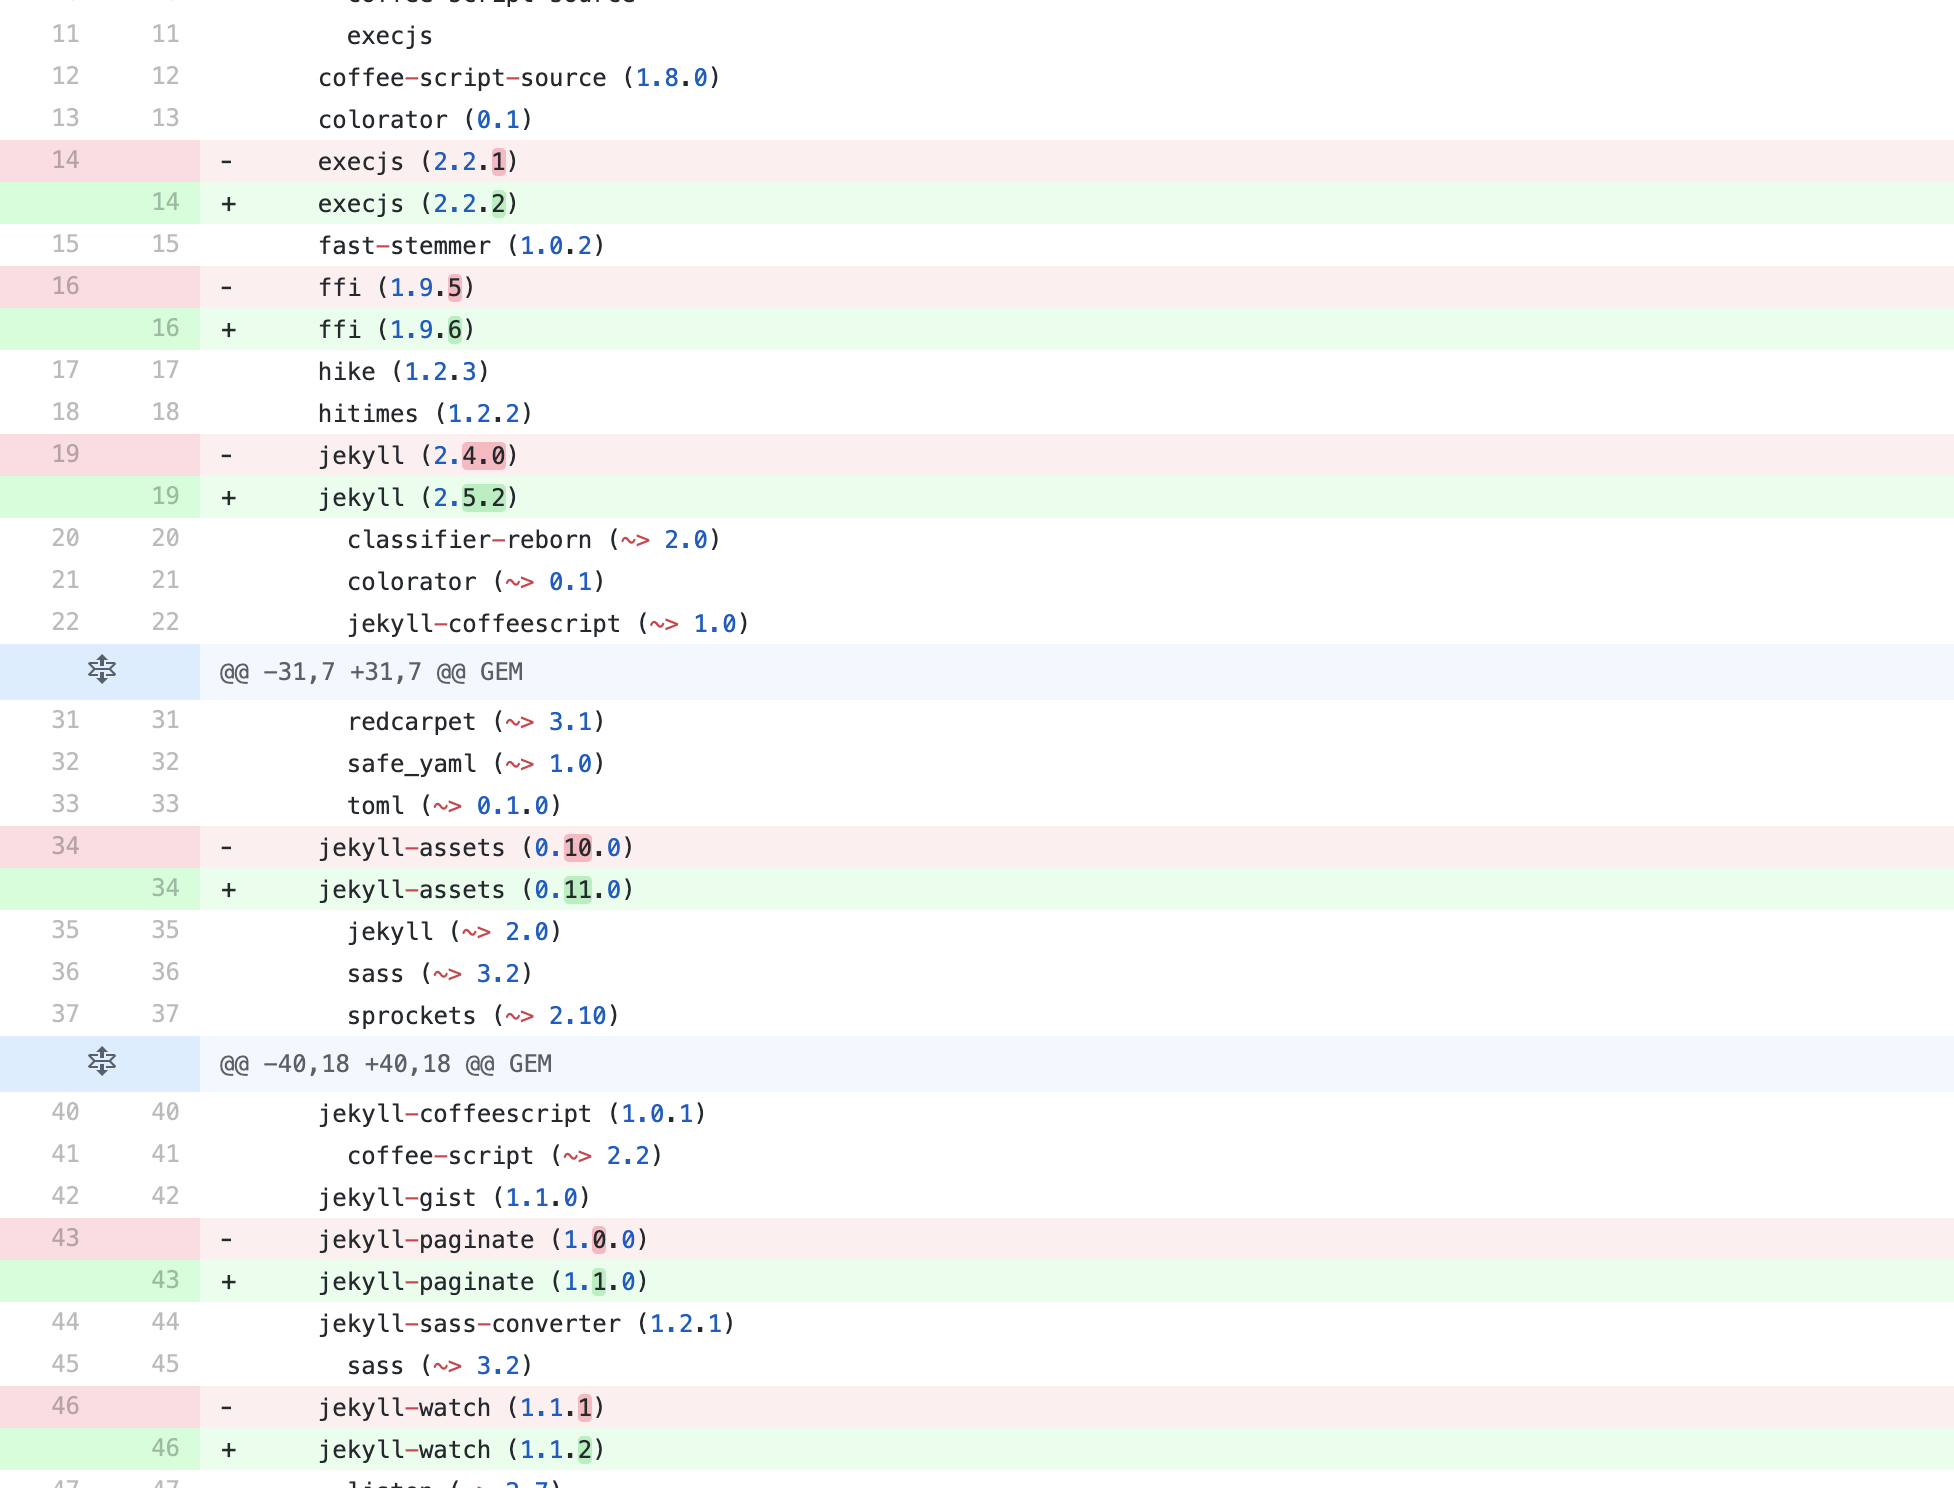 coffee-script-source
11 11 execjs
12 12 coffee-script-source (1.8.0)
13 13 colorator (0.1)
14 - execjs (2.2.1)
14 + execjs (2.2.2)
15 15 fast-stemmer (1.0.2)
16 - ffi (1.9.5)
16 + ffi (1.9.6)
17 17 hike (1.2.3)
18 18 hitimes (1.2.2)
19 - jekyll (2.4.0)
19 + jekyll (2.5.2)
20 20 classifier-reborn (~> 2.0)
21 21 colorator (~> 0.1)
22 22 jekyll-coffeescript (~> 1.0)
@@ -31,7 +31,7 @@ GEM
31 31 redcarpet (~> 3.1)
32 32 safe_yaml (~> 1.0)
33 33 toml (~> 0.1.0)
34 - jekyll-assets (0.10.0)
34 + jekyll-assets (0.11.0)
35 35 jekyll (~> 2.0)
36 36 sass (~> 3.2)
37 37 sprockets (~> 2.10)
@@ -40,18 +40,18 @@ GEM
40 40 jekyll-coffeescript (1.0.1)
41 41 coffee-script (~> 2.2)
42 42 jekyll-gist (1.1.0)
43 - jekyll-paginate (1.0.0)
43 + jekyll-paginate (1.1.0)
44 44 jekyll-sass-converter (1.2.1)
45 45 sass (~> 3.2)
46 - jekyll-watch (1.1.1)
46 + jekyll-watch (1.1.2)
47 47 listen (~> 2.7)